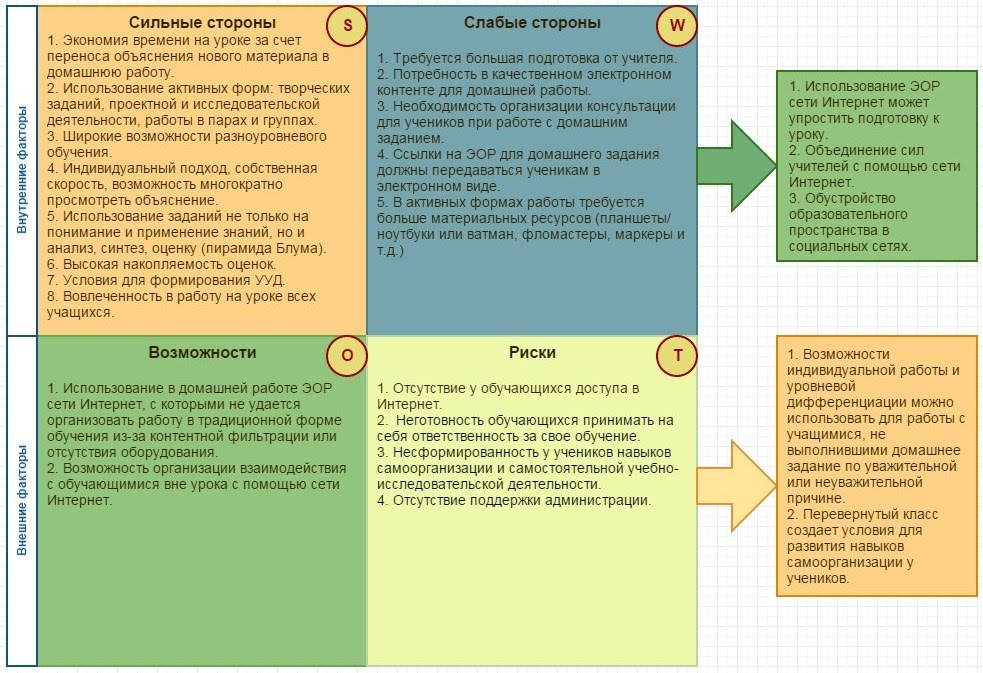 Внутренние факторы
Сильные стороны
S
1. Экономия времени на уроке за счет
переноса объяснения нового материала в
домашнюю работу.
2. Использование активных форм: творческих
заданий, проектной и исследовательской
деятельности, работы в парах и группах.
3. Широкие возможности разноуровневого
обучения.
4. Индивидуальный подход, собственная
скорость, возможность многократно
просмотреть объяснение.
5. Использование заданий не только на
понимание и применение знаний, но и
анализ, синтез, оценку (пирамида Блума).
6. Высокая накопляемость оценок.
7. Условия для формирования УУД.
8. Вовлеченность в работу на уроке всех
учащихся.
Слабые стороны
W
1. Требуется большая подготовка от учителя.
2. Потребность в качественном электронном
контенте для домашней работы.
3. Необходимость организации консультации
для учеников при работе с домашним
заданием.
4. Ссылки на ЭОР для домашнего задания
должны передаваться ученикам в
электронном виде.
5. В активных формах работы требуется
больше материальных ресурсов (планшеты/
ноутбуки или ватман, фломастеры, маркеры и
т.д.)
1. Использование ЭОР
сети Интернет может
упростить подготовку к
уроку.
2. Объединение сил
учителей с помощью сети
Интернет.
3. Обустройство
образовательного
пространства в
социальных сетях.
Внешние факторы
Возможности
O
1. Использование в домашней работе ЭОР
сети Интернет, с которыми не удается
организовать работу в традиционной форме
обучения из-за контентной фильтрации или
отсутствия оборудования.
2. Возможность организации взаимодействия
с обучающимися вне урока с помощью сети
Интернет.
Риски
T
1. Отсутствие у обучающихся доступа в
Интернет.
2. Неготовность обучающихся принимать на
себя ответственность за свое обучение.
3. Несформированность у учеников навыков
самоорганизации и самостоятельной учебно-
исследовательской деятельности.
4. Отсутствие поддержки администрации.
1. Возможности
индивидуальной работы и
уровневой
дифференциации можно
использовать для работы с
учащимися, не
выполнившими домашнее
задание по уважительной
или неуважительной
причине.
2. Перевернутый класс
создает условия для
развития навыков
самоорганизации у
учеников.